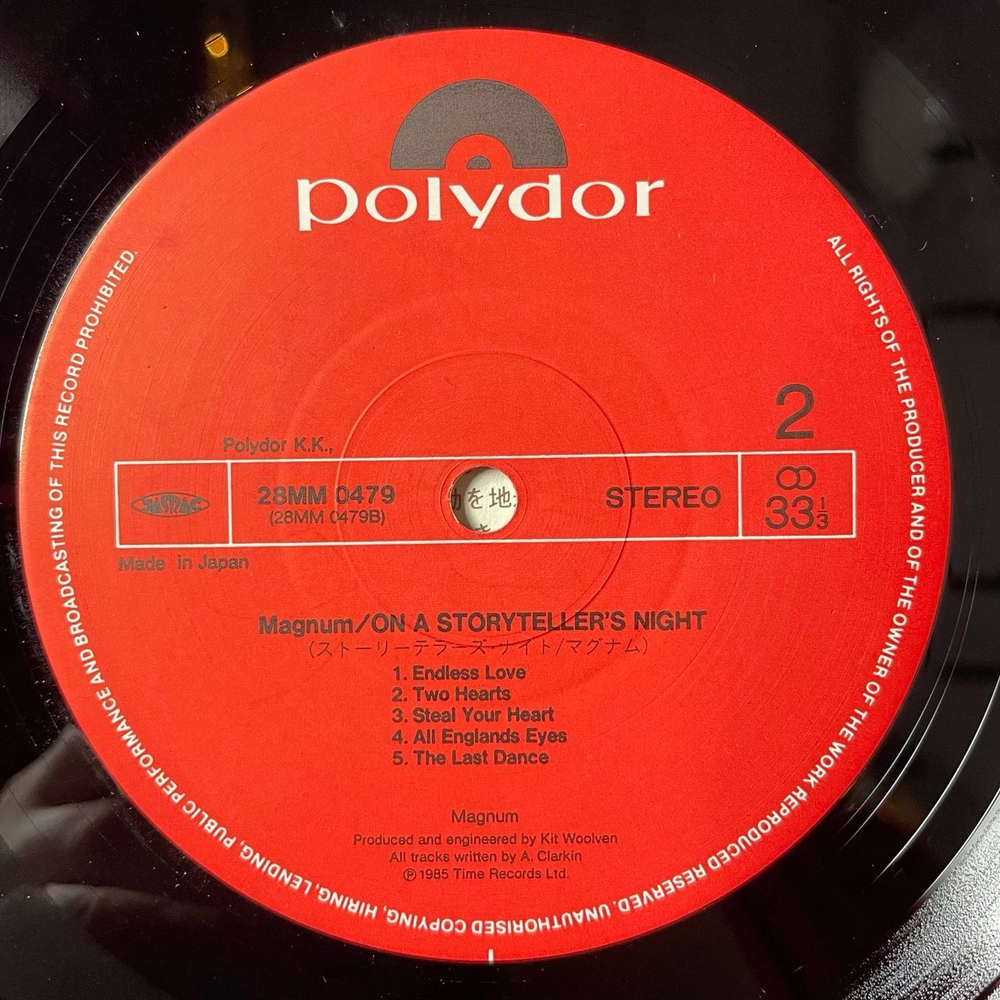 polydor
2
Polydor K.K.,
28MM 0479
(28MM 0479B)
を地
STEREO
33 1/3
Made in Japan
Magnum/ON A STORYTELLER'S NIGHT
(ストーリーテラーズ・ナイト/マグナム)
1. Endless Love
2. Two Hearts
3. Steal Your Heart
4. All Englands Eyes
5. The Last Dance
Magnum
Produced and engineered by Kit Woolven
All tracks written by A. Clarkin
℗ 1985 Time Records Ltd.
ALL RIGHTS OF THE PRODUCER AND OF THE OWNER OF THE WORK REPRODUCED RESERVED. UNAUTHORISED COPYING, HIRING, LENDING, PUBLIC PERFORMANCE AND BROADCASTING OF THIS RECORD PROHIBITED.